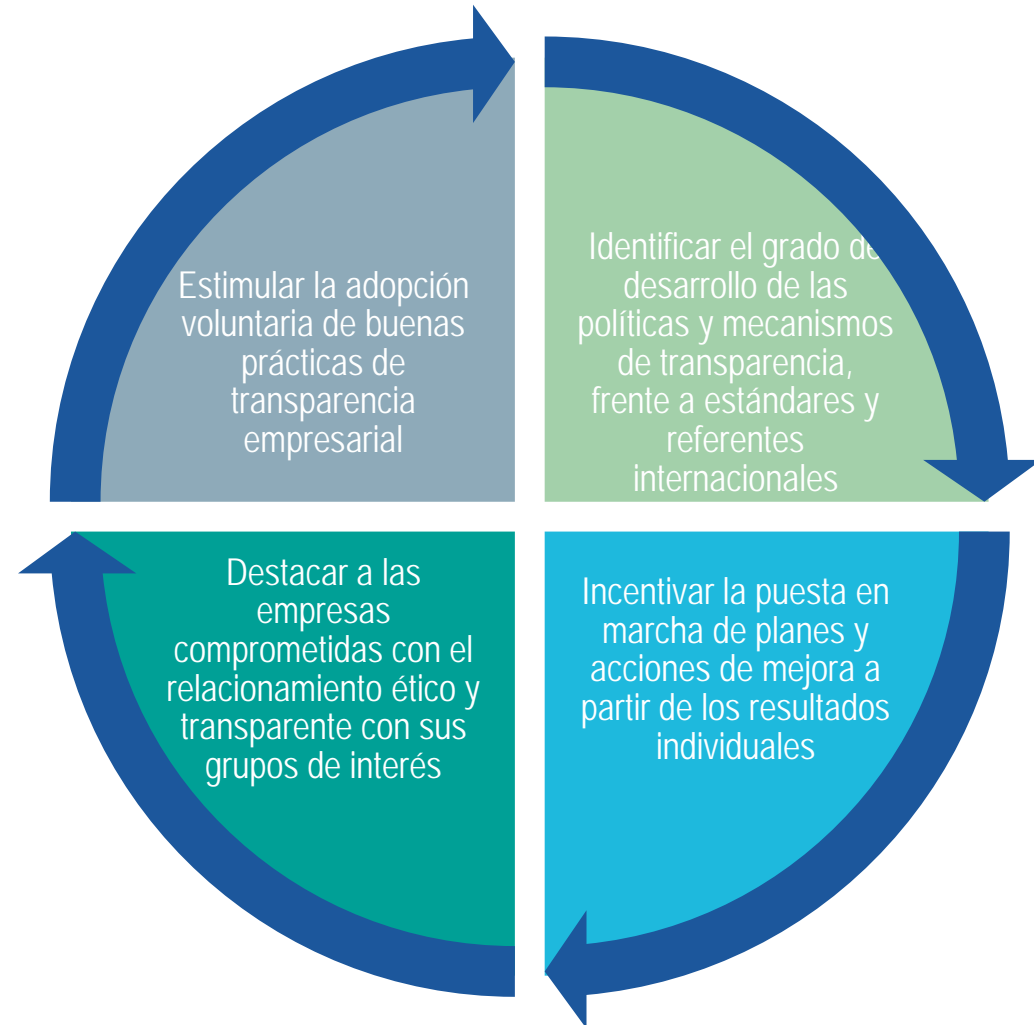 Estimular la adopción
voluntaria de buenas
prácticas de
transparencia
empresarial
Identificar el grado de
desarrollo de las
políticas y mecanismos
de transparencia,
frente a estándares y
referentes
internacionales
Incentivar la puesta en
marcha de planes y
acciones de mejora a
partir de los resultados
individuales
Destacar a las
empresas
comprometidas con el
relacionamiento ético y
transparente con sus
grupos de interés